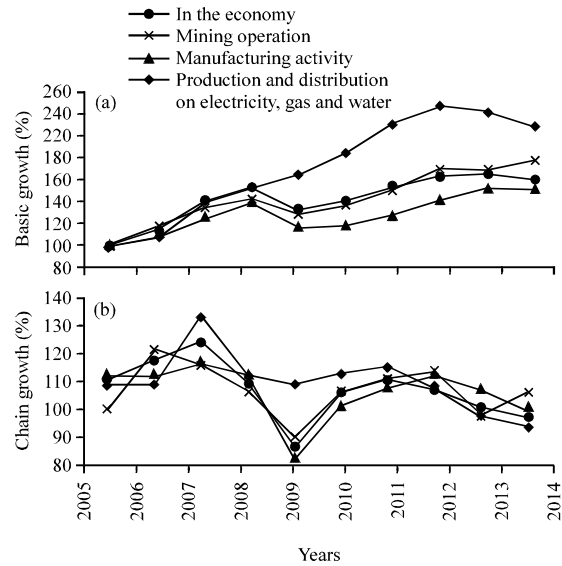 In the economy
Mining operation
Manufacturing activity
Production and distribution
on electricity, gas and water
(a)
Basic growth (%)
260
240
220
180
160
140
120
100
80
(b)
Chain growth (%)
140
130
120
110
100
90
80
2005
2006
2007
2008
2009
2010
2011
2012
2013
2014
Years